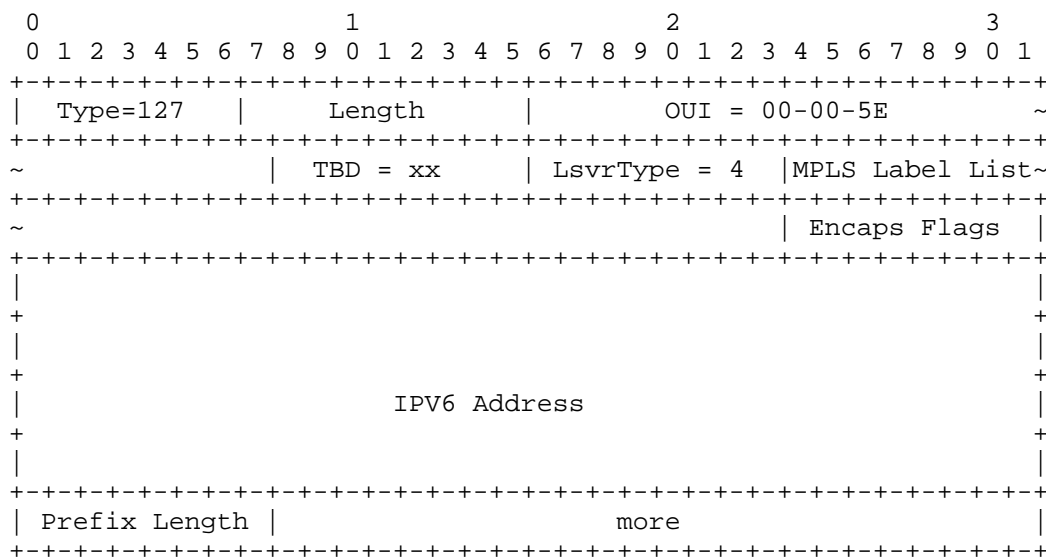 0                   1                   2                   3
 0 1 2 3 4 5 6 7 8 9 0 1 2 3 4 5 6 7 8 9 0 1 2 3 4 5 6 7 8 9 0 1
+-+-+-+-+-+-+-+-+-+-+-+-+-+-+-+-+-+-+-+-+-+-+-+-+-+-+-+-+-+-+-+-+
|  Type=127   |     Length      |        OUI = 00-00-5E         ~
+-+-+-+-+-+-+-+-+-+-+-+-+-+-+-+-+-+-+-+-+-+-+-+-+-+-+-+-+-+-+-+-+
~               |  TBD = xx     | LsvrType = 4  |MPLS Label List~
+-+-+-+-+-+-+-+-+-+-+-+-+-+-+-+-+-+-+-+-+-+-+-+-+-+-+-+-+-+-+-+-+
~                                               | Encaps Flags  |
+-+-+-+-+-+-+-+-+-+-+-+-+-+-+-+-+-+-+-+-+-+-+-+-+-+-+-+-+-+-+-+-+
|                                                               |
+                                                               +
|                                                               |
+                                                               +
|                       IPV6 Address                            |
+                                                               +
|                                                               |
+-+-+-+-+-+-+-+-+-+-+-+-+-+-+-+-+-+-+-+-+-+-+-+-+-+-+-+-+-+-+-+-+
| Prefix Length |                     more                      |
+-+-+-+-+-+-+-+-+-+-+-+-+-+-+-+-+-+-+-+-+-+-+-+-+-+-+-+-+-+-+-+-+